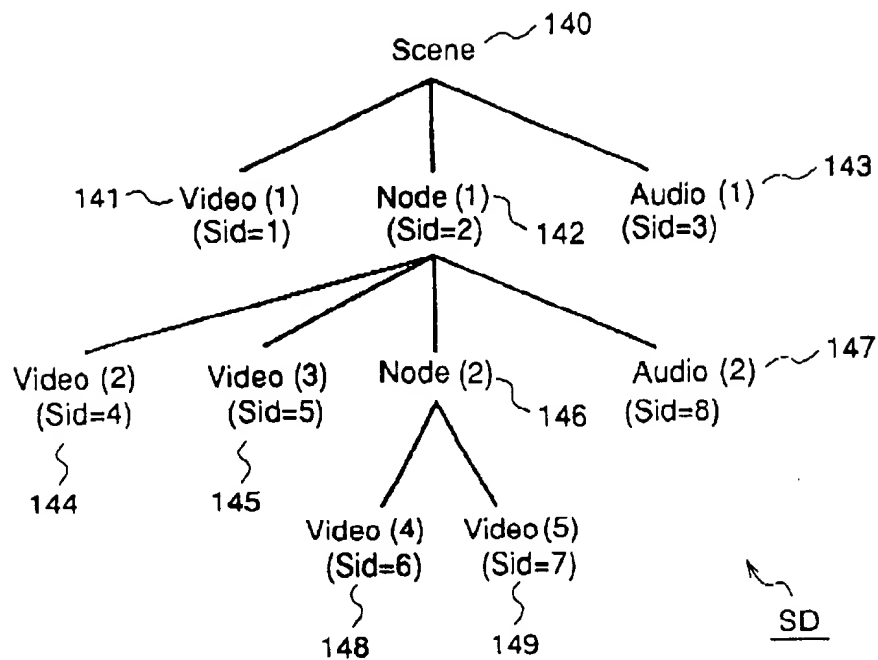 Scene 140
141 Video (1) Node (1) Audio (1) 143
(Sid=1) (Sid=2) 142 (Sid=3)
Video (2) Video (3) Node (2) Audio (2) 147
(Sid=4) (Sid=5) 146 (Sid=8)
144 145
Video (4) Video (5)
(Sid=6) (Sid=7)
148 149
SD